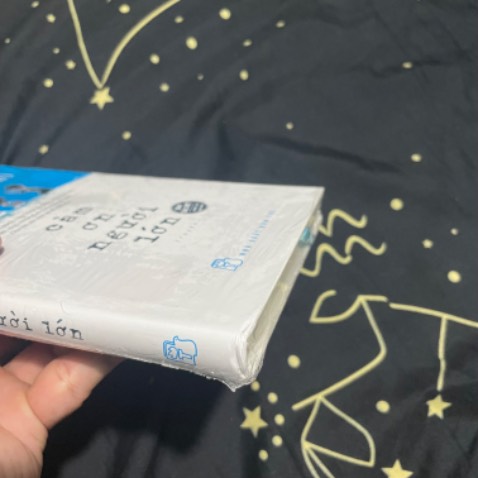 cảm
ơn
người
lớn
ười lớn